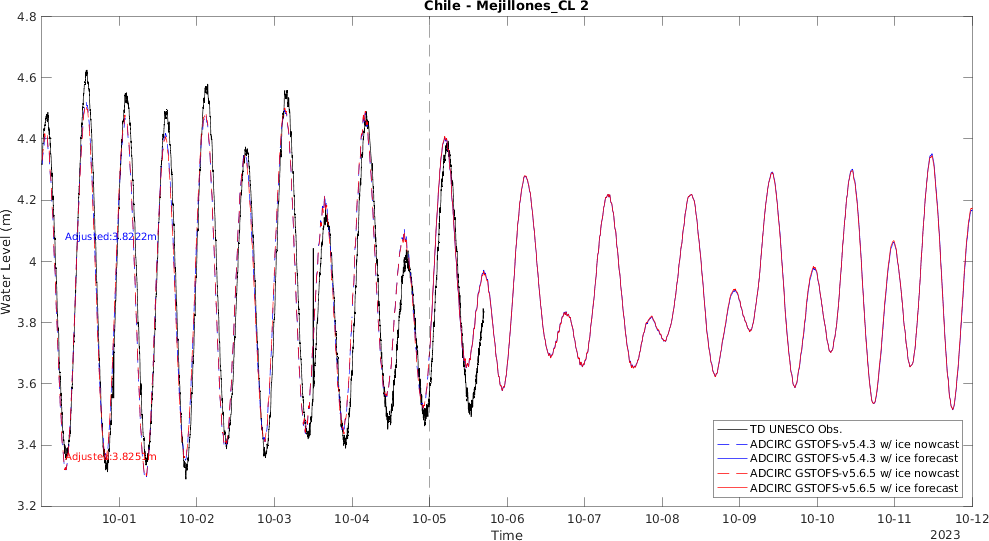 Chile - Mejillones_CL 2
4.8
4.6
4.4
4.2
4
3.8
3.6
3.4
3.2
Water Level (m)
Adjusted:3.8222m
Adjusted:3.8251m
TD UNESCO Obs.
ADCIRC GSTOFS-v5.4.3 w/ ice nowcast
ADCIRC GSTOFS-v5.4.3 w/ ice forecast
ADCIRC GSTOFS-v5.6.5 w/ ice nowcast
ADCIRC GSTOFS-v5.6.5 w/ ice forecast
10-01 10-02 10-03 10-04 10-05 10-06 10-07 10-08 10-09 10-10 10-11 10-12
Time 2023